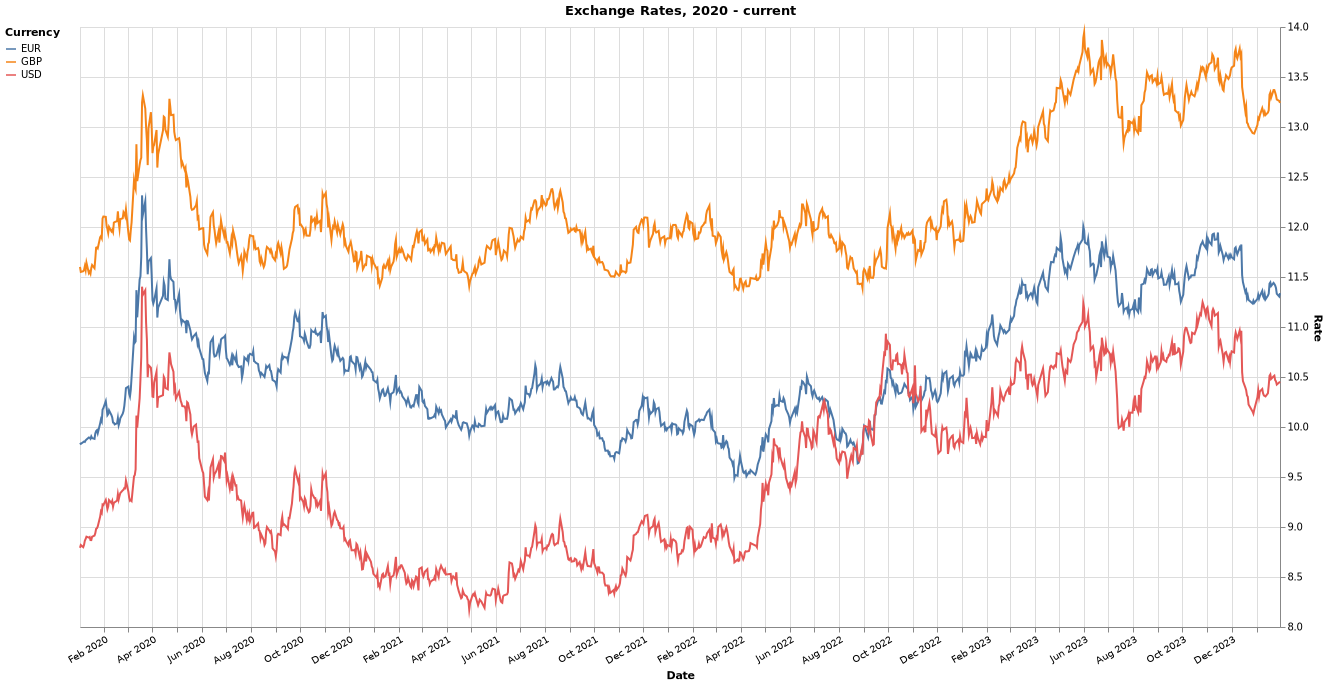 Exchange Rates, 2020 - current
Currency
EUR
GBP
USD
14.0
13.5
13.0
12.5
12.0
11.5
11.0
10.5
10.0
9.5
9.0
8.5
8.0
Rate
Feb 2020
Apr 2020
Jun 2020
Aug 2020
Oct 2020
Dec 2020
Feb 2021
Apr 2021
Jun 2021
Aug 2021
Oct 2021
Dec 2021
Feb 2022
Apr 2022
Jun 2022
Aug 2022
Oct 2022
Dec 2022
Feb 2023
Apr 2023
Jun 2023
Aug 2023
Oct 2023
Dec 2023
Date